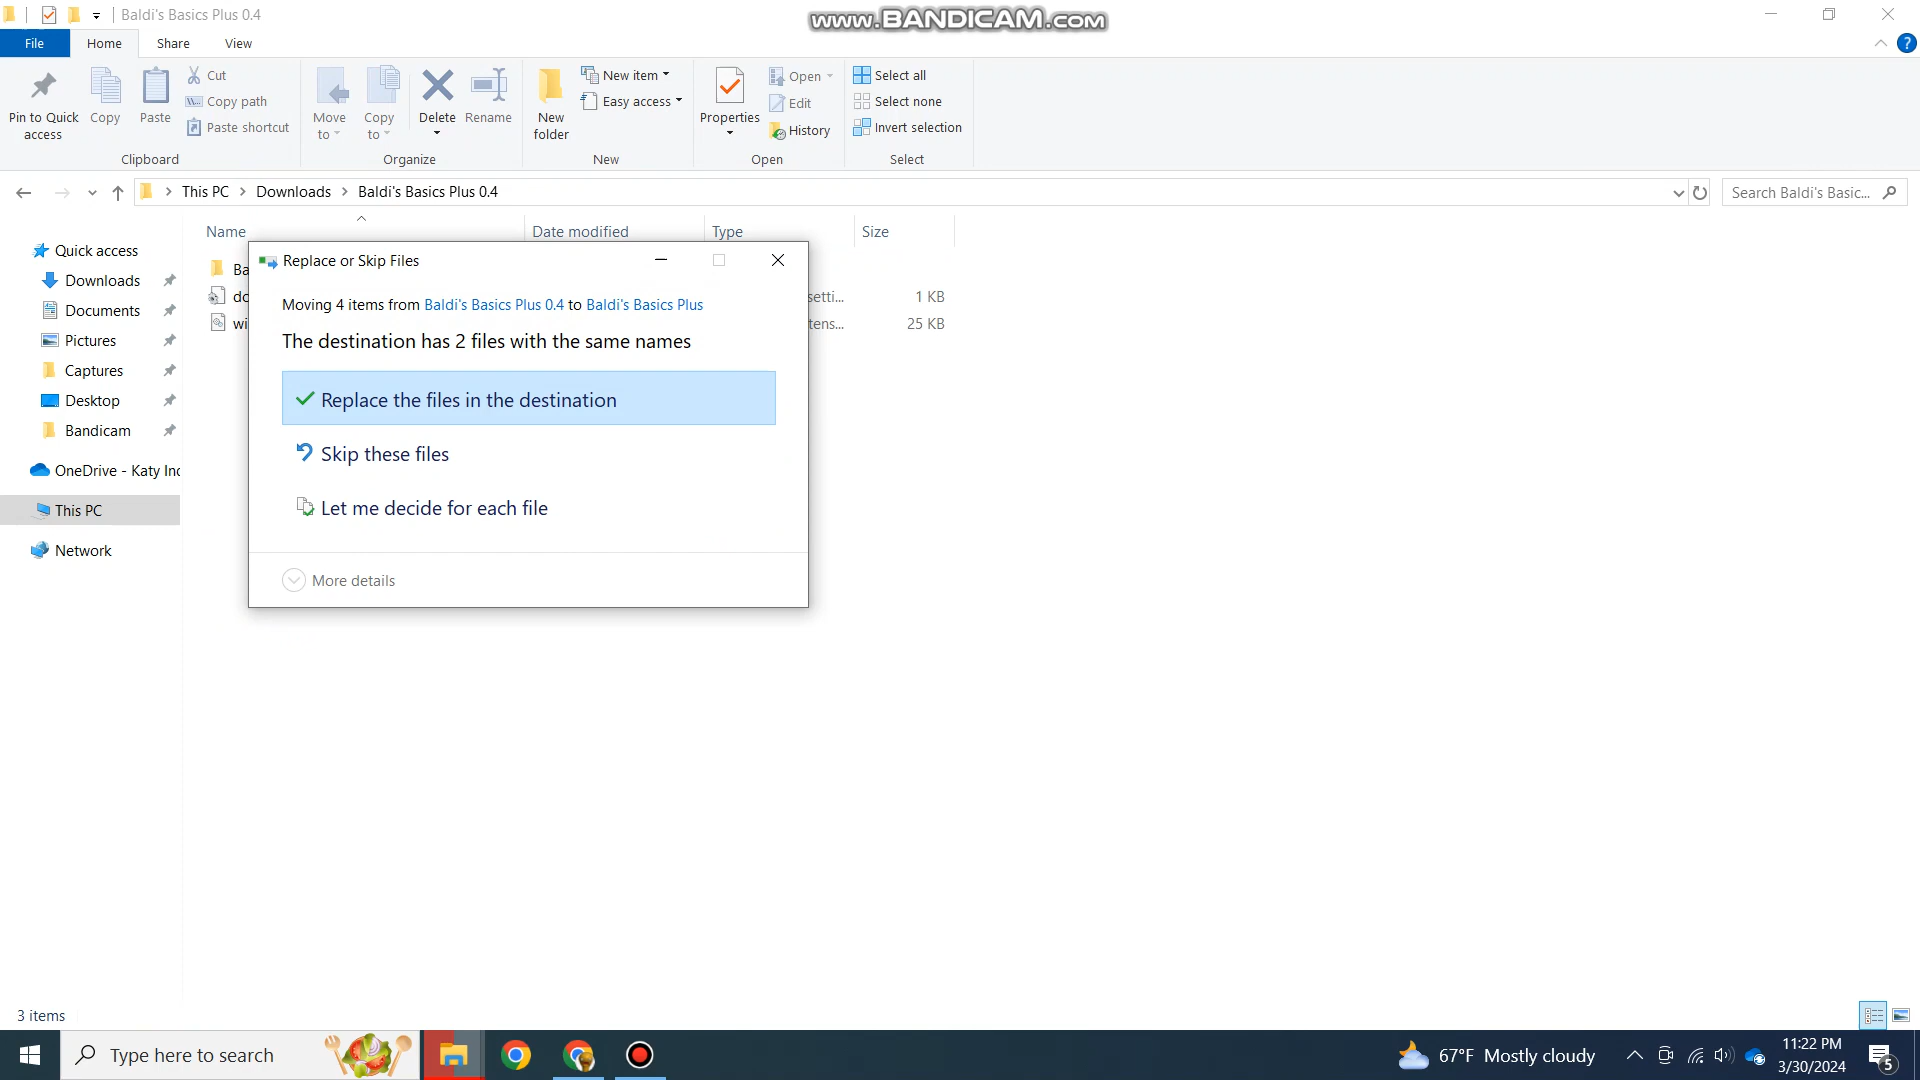 Baldi's Basics Plus 0.4
www.BANDICAM.com
File
Home
Share
View
Pin to Quick access
Copy
Paste
Cut
Copy path
Paste shortcut
Clipboard
Move to
Copy to
Delete
Rename
Organize
New folder
New item
Easy access
New
Properties
Open
Edit
History
Open
Select all
Select none
Invert selection
Select
This PC
Downloads
Baldi's Basics Plus 0.4
Search Baldi's Basic...
Name
Date modified
Type
Size
Ba
do
setti...
1 KB
wi
tens...
25 KB
Quick access
Downloads
Documents
Pictures
Captures
Desktop
Bandicam
OneDrive - Katy Inc
This PC
Network
Replace or Skip Files
Moving 4 items from Baldi's Basics Plus 0.4 to Baldi's Basics Plus
The destination has 2 files with the same names
Replace the files in the destination
Skip these files
Let me decide for each file
More details
3 items
Type here to search
67°F Mostly cloudy
11:22 PM
3/30/2024
5